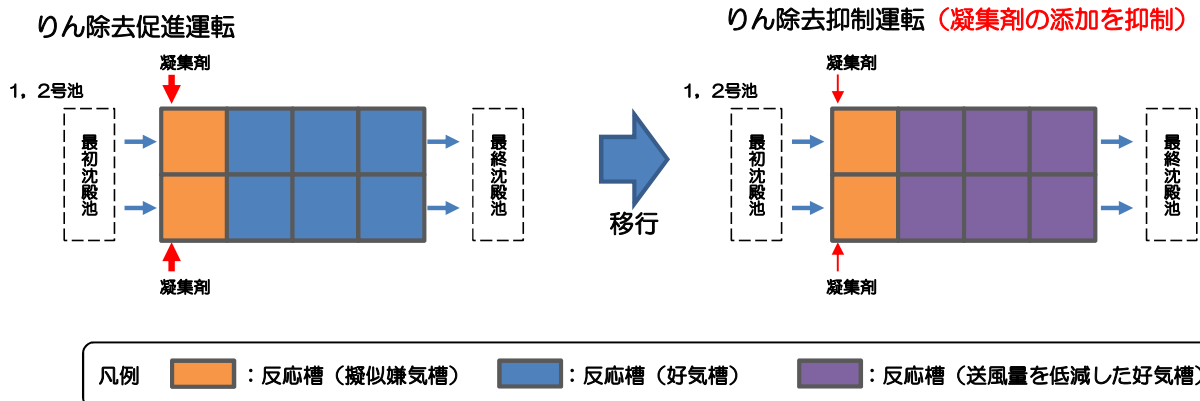 りん除去促進運転
凝集剤
1，2号池
最初沈殿池
最終沈殿池
凝集剤
移行
りん除去抑制運転（凝集剤の添加を抑制）
凝集剤
1，2号池
最初沈殿池
最終沈殿池
凝集剤
凡例
：反応槽（擬似嫌気槽）
：反応槽（好気槽）
：反応槽（送風量を低減した好気槽）